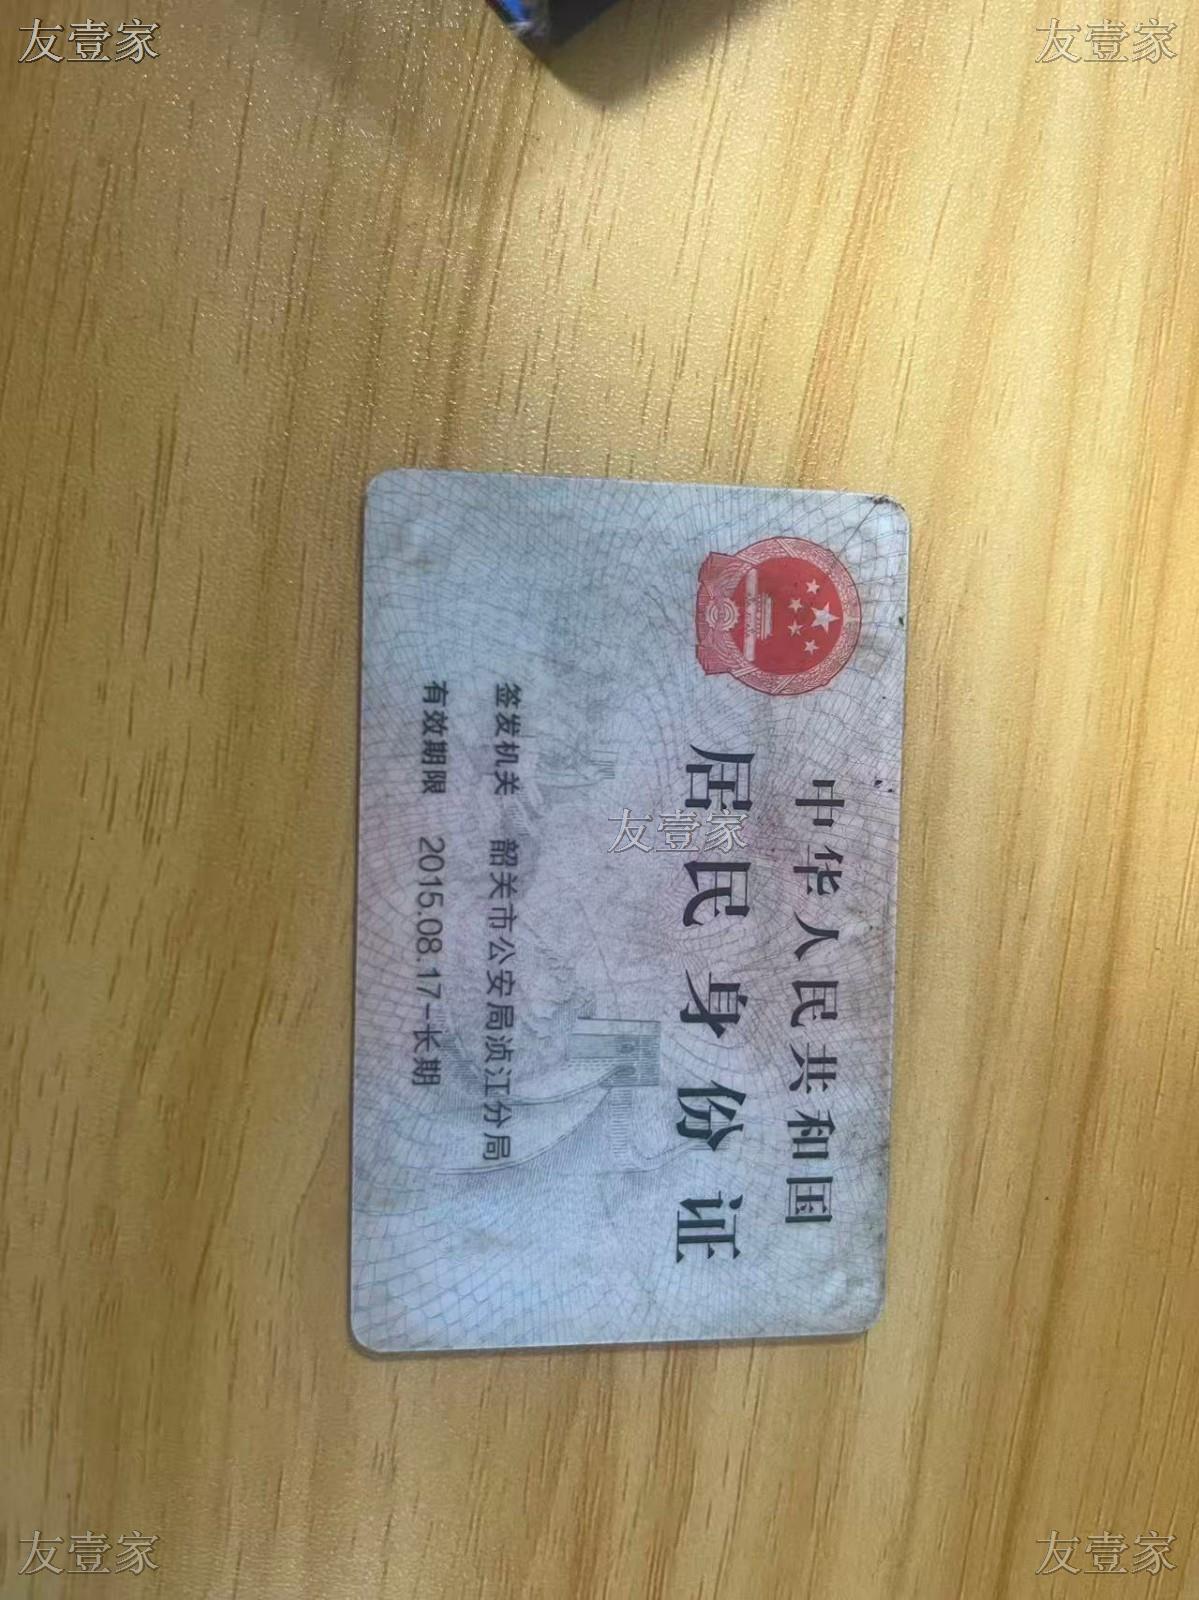 友壹家
友壹家
中华人民共和国
居民身份证
友壹家
签发机关 韶关市公安局浈江分局
有效期限 2015.08.17-长期
友壹家
友壹家